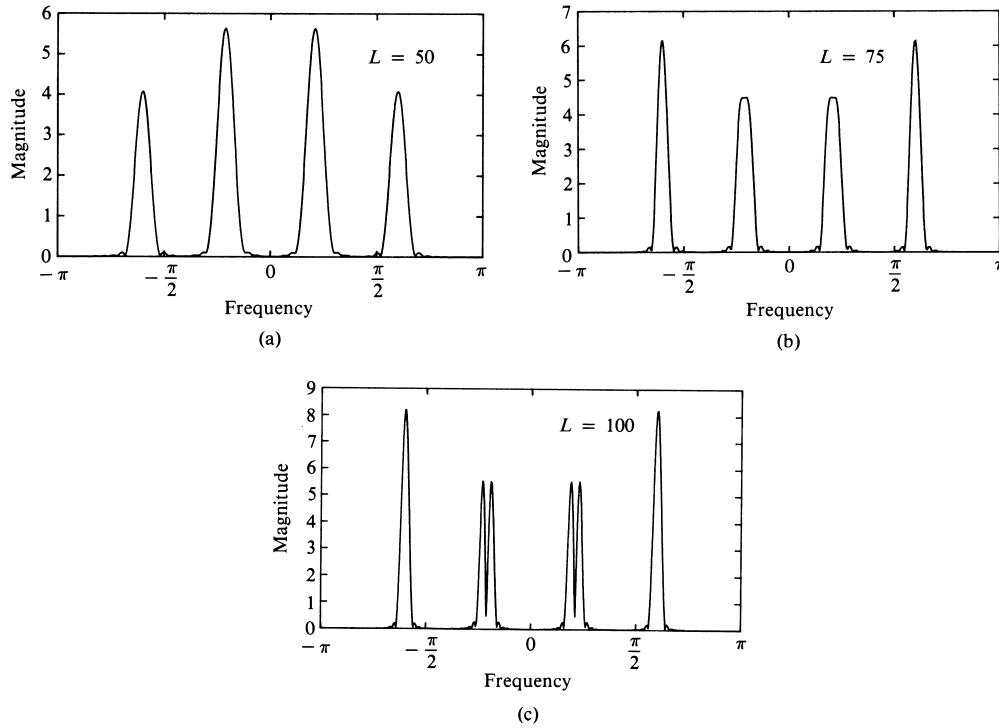 6
5
4
3
2
1
0
Magnitude
L = 50
−π
−π/2
0
π/2
π
Frequency
(a)
7
6
5
4
3
2
1
0
Magnitude
L = 75
−π
−π/2
0
π/2
π
Frequency
(b)
9
8
7
6
5
4
3
2
1
0
Magnitude
L = 100
−π
−π/2
0
π/2
π
Frequency
(c)